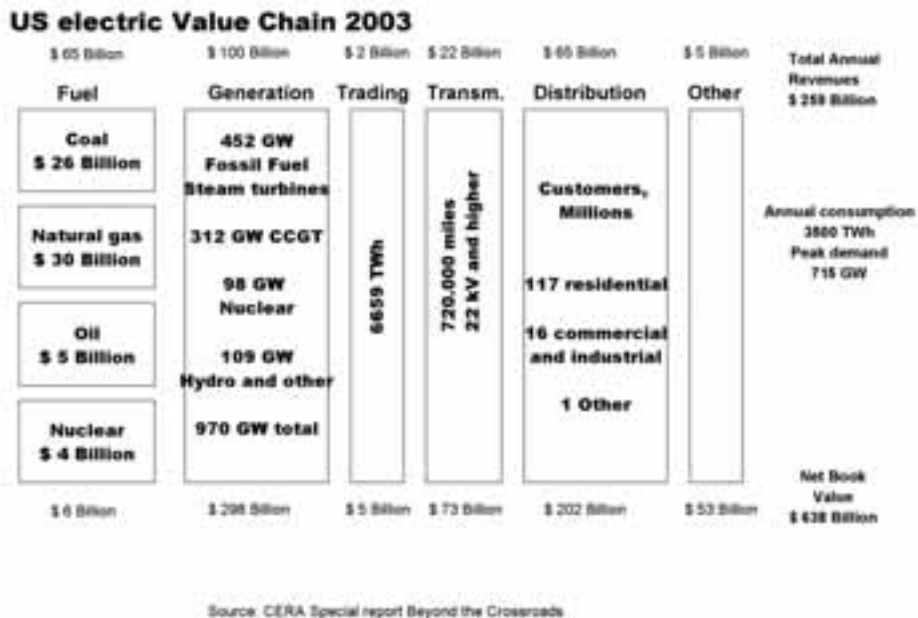 US electric Value Chain 2003
$ 65 Billion
$ 100 Billion
$ 2 Billion
$ 22 Billion
$ 65 Billion
$ 5 Billion
Total Annual
Revenues
$ 259 Billion
Fuel
Generation
Trading
Transm.
Distribution
Other
Coal
$ 26 Billion
Natural gas
$ 30 Billion
Oil
$ 5 Billion
Nuclear
$ 4 Billion
452 GW
Fossil Fuel
Steam turbines
312 GW CCGT
98 GW
Nuclear
109 GW
Hydro and other
970 GW total
6659 TWh
720.000 miles
22 kV and higher
Customers,
Millions
117 residential
16 commercial
and industrial
1 Other
Annual consumption
TWh
Peak demand
715 GW
Net Book
Value
$ 638 Billion
$ 6 Billion
$ 298 Billion
$ 5 Billion
$ 73 Billion
$ 202 Billion
$ 53 Billion
Source: CERA Special report Beyond the Crossroads